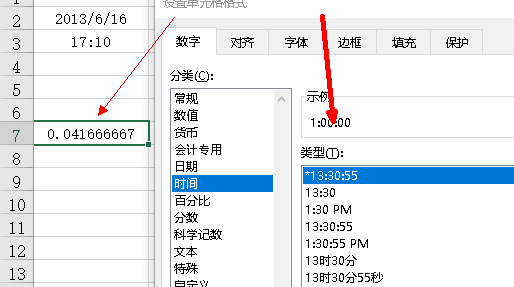 设置单元格格式
2
2013/6/16
3
17:10
4
5
6
7
0.041666667
8
9
10
11
12
13
数字 对齐 字体 边框 填充 保护
分类(C):
常规
数值
货币
会计专用
日期
时间
百分比
分数
科学记数
文本
特殊
自定义
示例
1:00:00
类型(T):
*13:30:55
13:30
1:30 PM
13:30:55
1:30:55 PM
13时30分
13时30分55秒